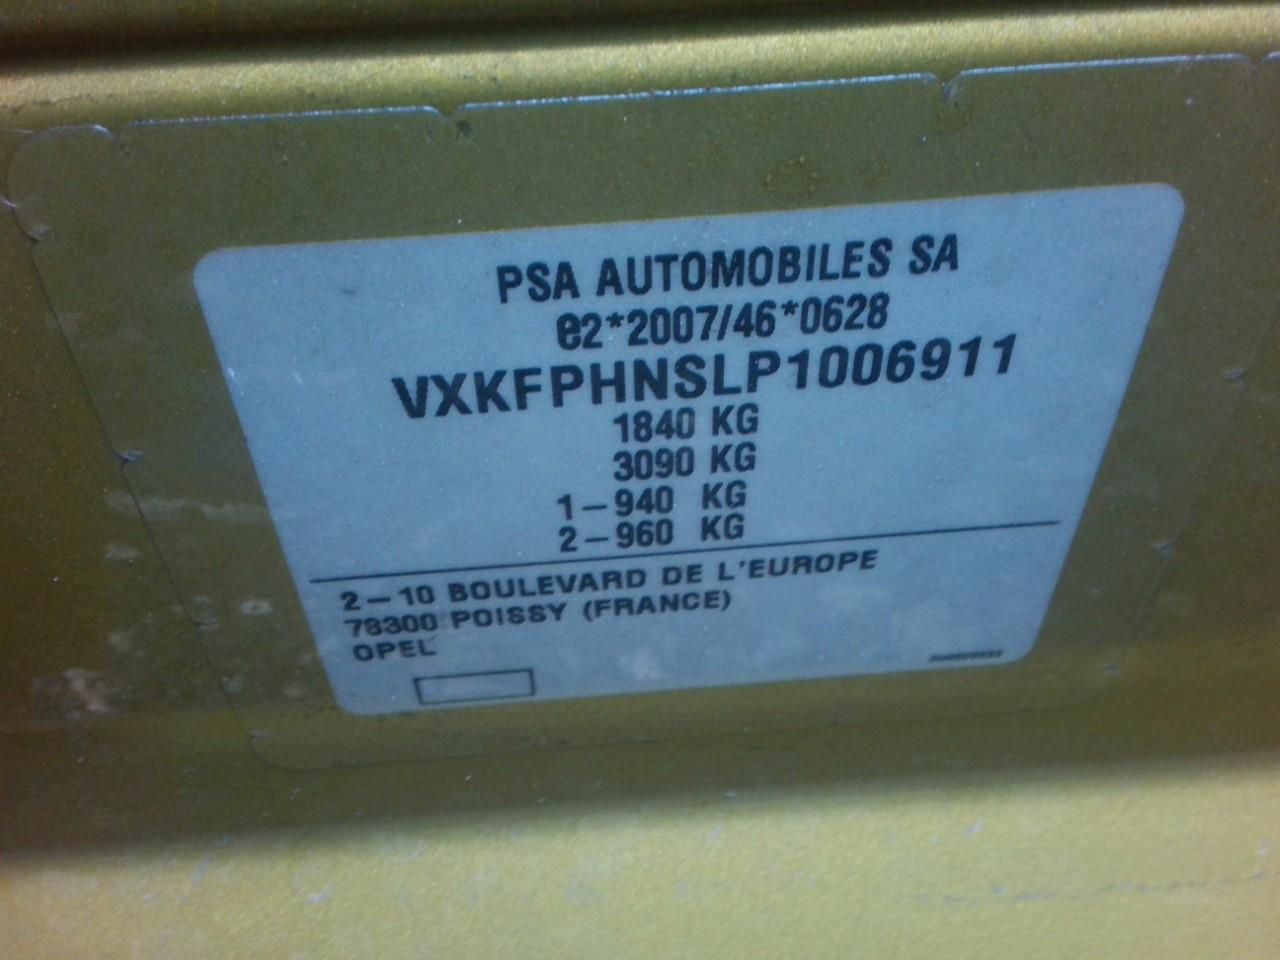 PSA AUTOMOBILES SA
e2*2007/46*0628
VXKFPHNSLP1006911
1840 KG
3090 KG
1-940 KG
2-960 KG
2-10 BOULEVARD DE L'EUROPE
78300 POISSY (FRANCE)
OPEL